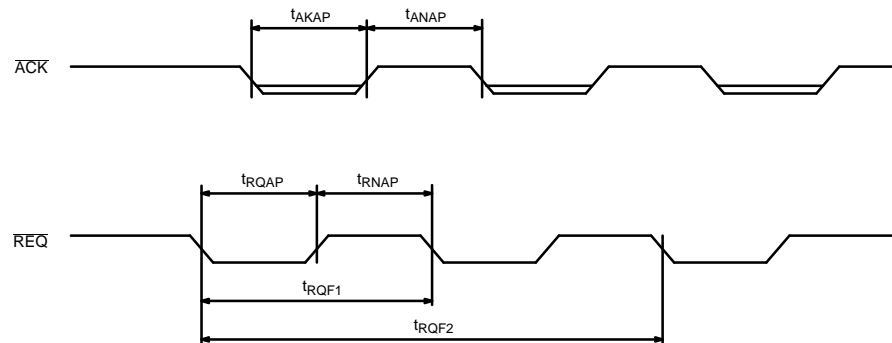 tAKAP tANAP
ACK
tRQAP tRNAP
REQ
tRQF1
tRQF2